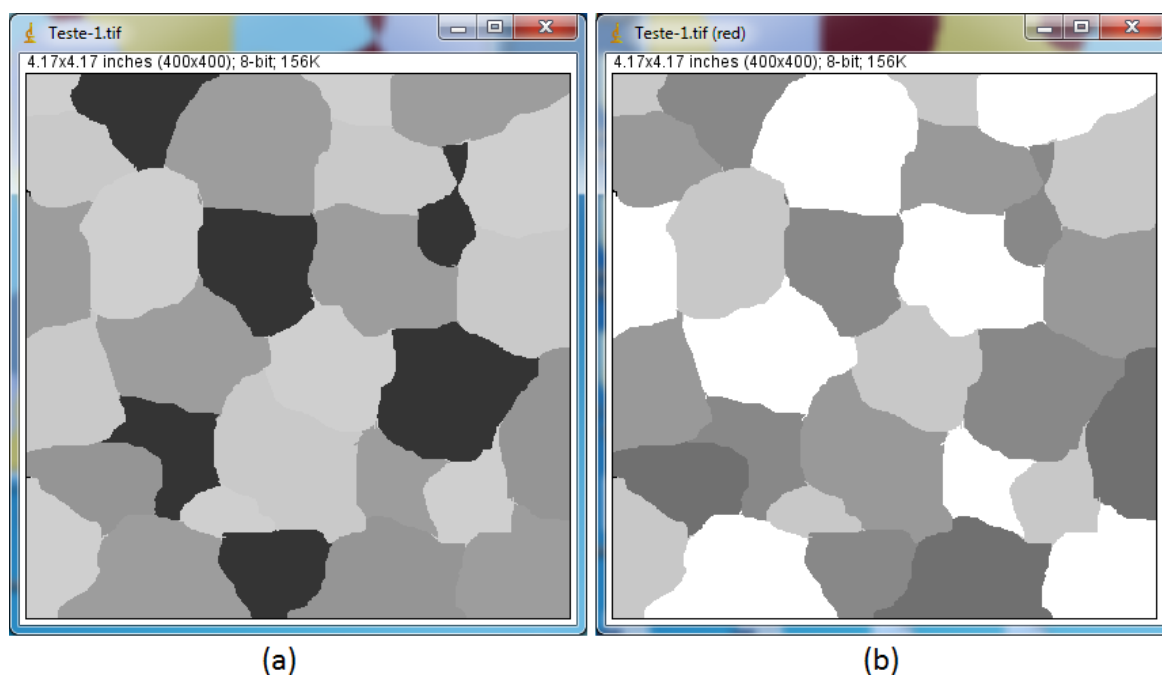 Teste-1.tif
4.17x4.17 inches (400x400); 8-bit; 156K
Teste-1.tif (red)
4.17x4.17 inches (400x400); 8-bit; 156K
(a)
(b)